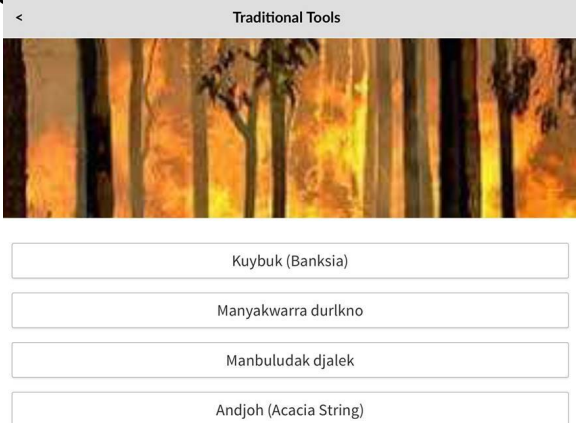 <
Traditional Tools
Kuybuk (Banksia)
Manyakwarra durlkno
Manbuludak djalek
Andjoh (Acacia String)